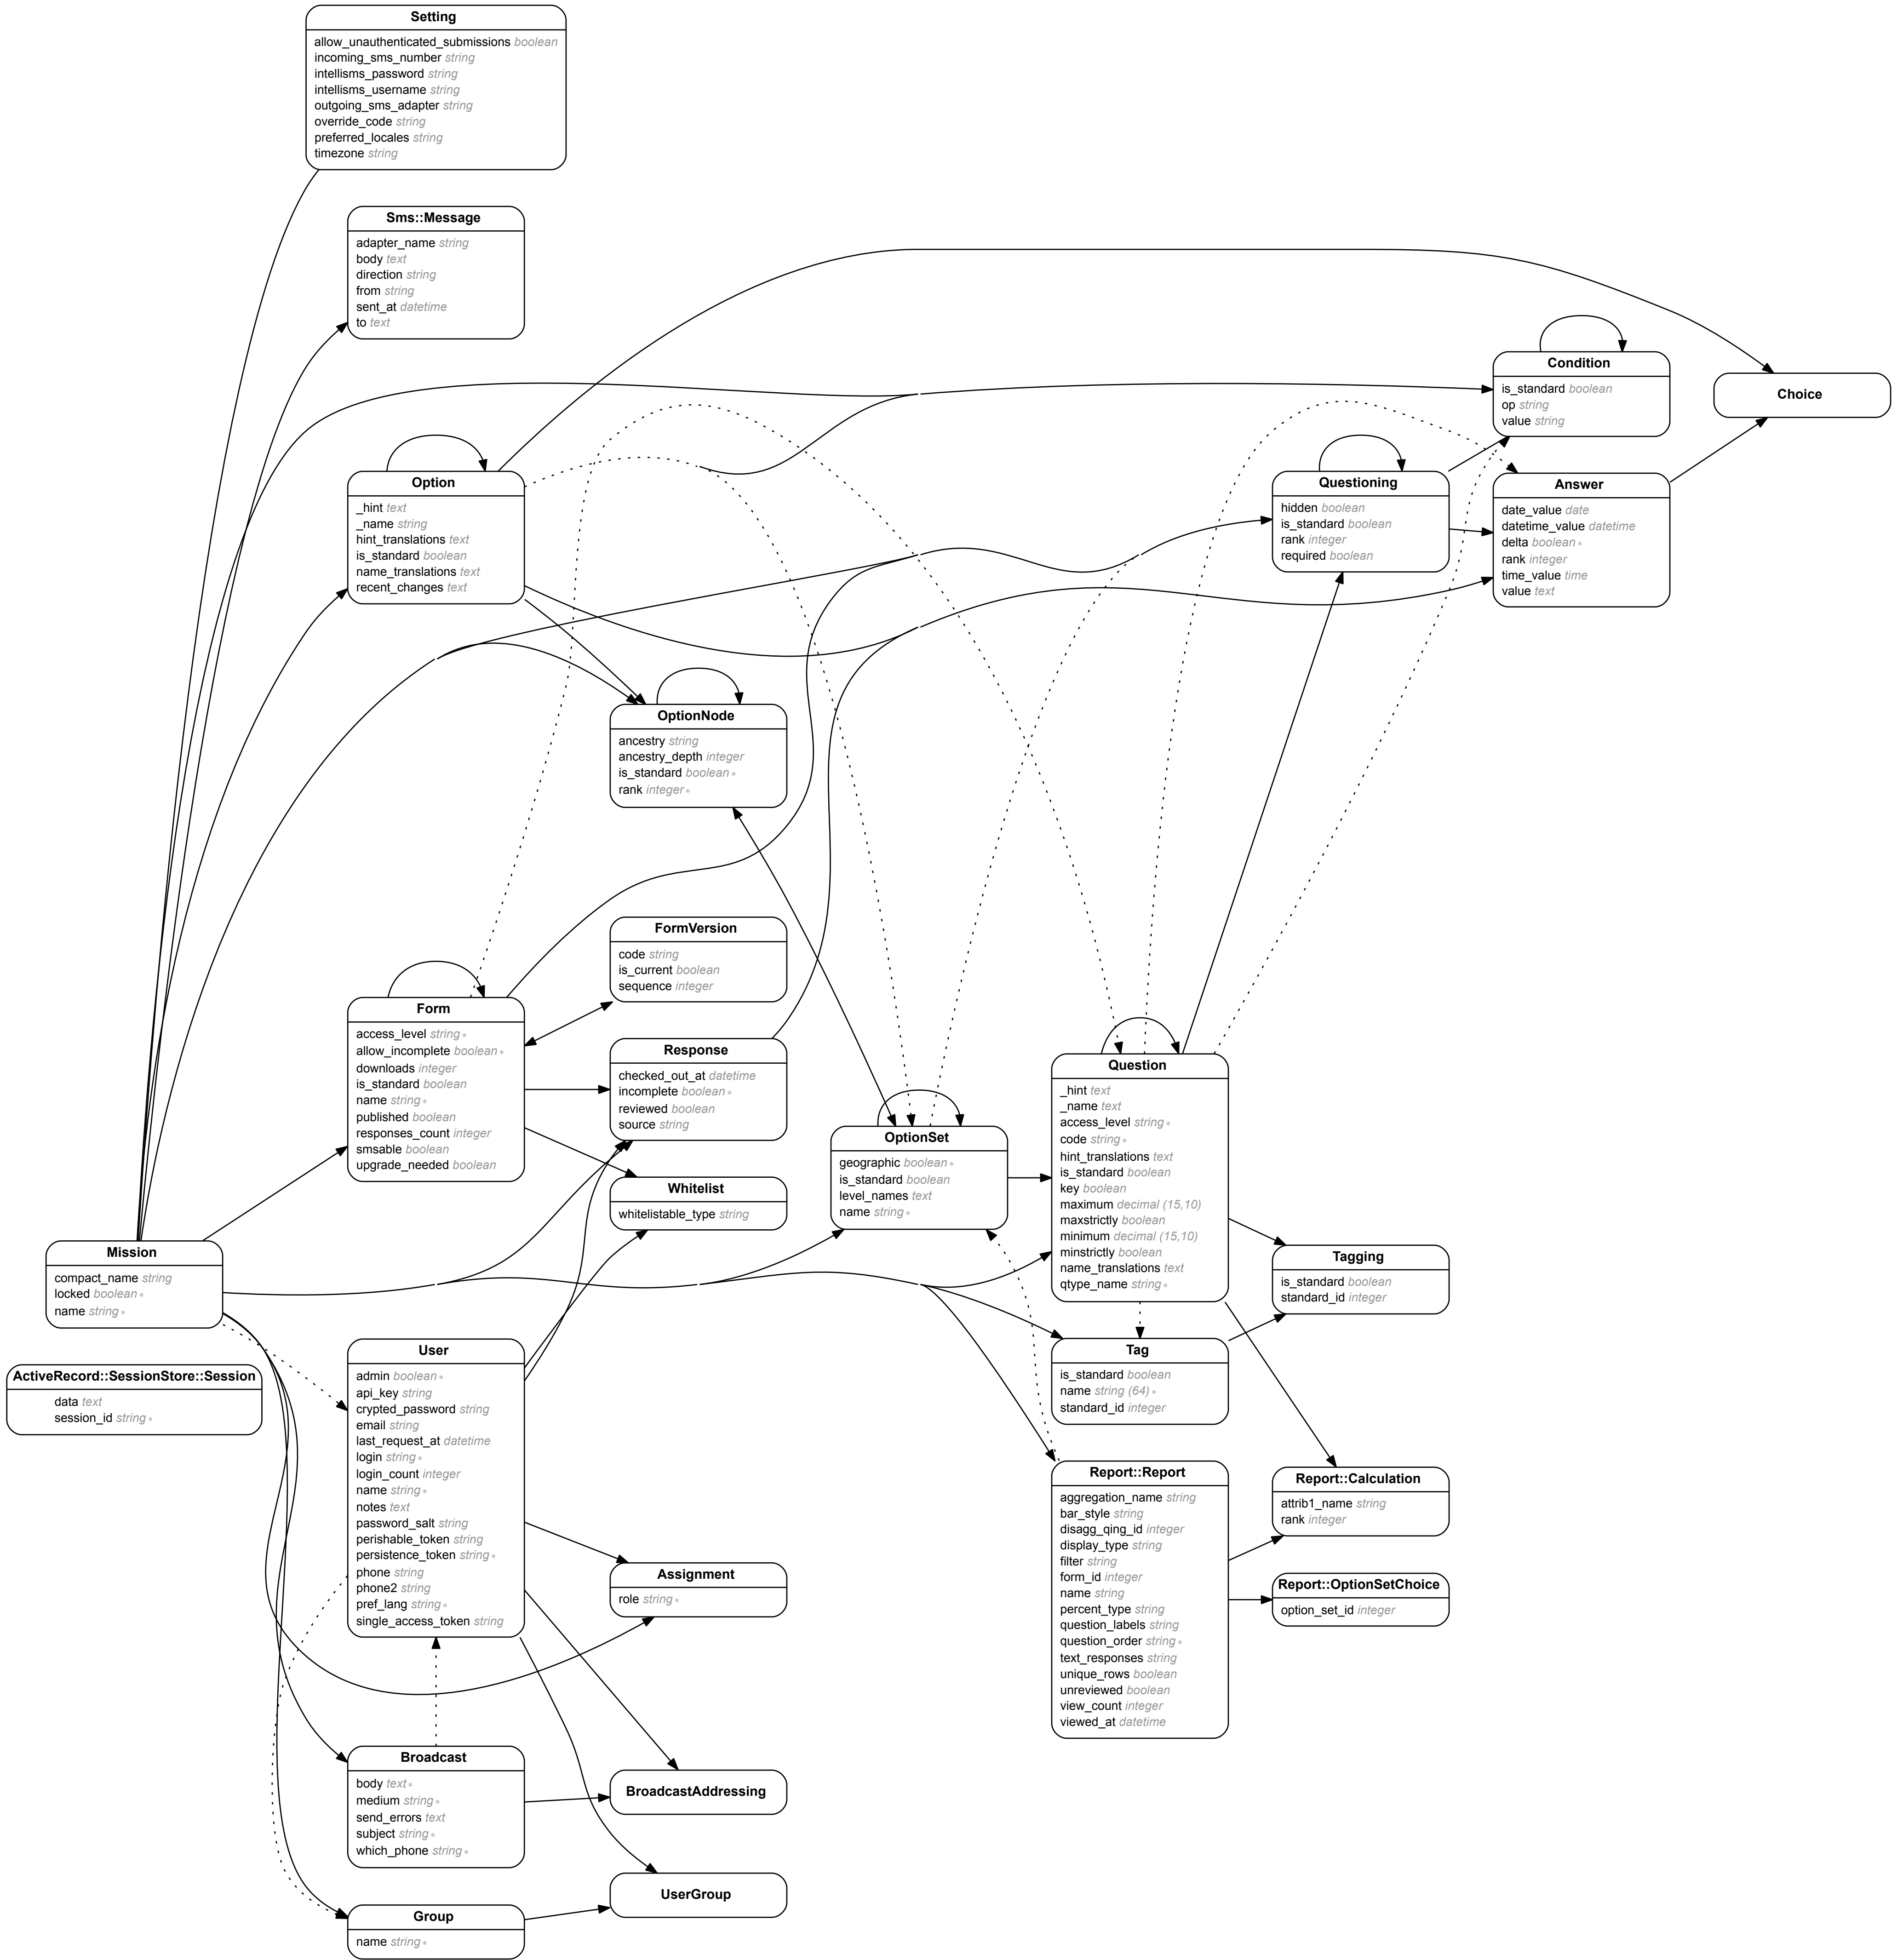 Setting
allow_unauthenticated_submissions boolean
incoming_sms_number string
intellisms_password string
intellisms_username string
outgoing_sms_adapter string
override_code string
preferred_locales string
timezone string
Sms::Message
adapter_name string
body text
direction string
from string
sent_at datetime
to text
Condition
is_standard boolean
op string
value string
Choice
Option
_hint text
_name string
hint_translations text
is_standard boolean
name_translations text
recent_changes text
Questioning
hidden boolean
is_standard boolean
rank integer
required boolean
Answer
date_value date
datetime_value datetime
delta boolean *
rank integer
time_value time
value text
OptionNode
ancestry string
ancestry_depth integer
is_standard boolean *
rank integer *
FormVersion
code string
is_current boolean
sequence integer
Form
access_level string *
allow_incomplete boolean *
downloads integer
is_standard boolean
name string *
published boolean
responses_count integer
smsable boolean
upgrade_needed boolean
Response
checked_out_at datetime
incomplete boolean *
reviewed boolean
source string
Whitelist
whitelistable_type string
OptionSet
geographic boolean *
is_standard boolean
level_names text
name string *
Question
_hint text
_name text
access_level string *
code string *
hint_translations text
is_standard boolean
key boolean
maximum decimal (15,10)
maxstrictly boolean
minimum decimal (15,10)
minstrictly boolean
name_translations text
qtype_name string *
Tagging
is_standard boolean
standard_id integer
Mission
compact_name string
locked boolean *
name string *
ActiveRecord::SessionStore::Session
data text
session_id string *
User
admin boolean *
api_key string
crypted_password string
email string
last_request_at datetime
login string *
login_count integer
name string *
notes text
password_salt string
perishable_token string
persistence_token string *
phone string
phone2 string
pref_lang string *
single_access_token string
Tag
is_standard boolean
name string (64) *
standard_id integer
Report::Report
aggregation_name string
bar_style string
disagg_qing_id integer
display_type string
filter string
form_id integer
name string
percent_type string
question_labels string
question_order string *
text_responses string
unique_rows boolean
unreviewed boolean
view_count integer
viewed_at datetime
Report::Calculation
attrib1_name string
rank integer
Report::OptionSetChoice
option_set_id integer
Assignment
role string *
Broadcast
body text *
medium string *
send_errors text
subject string *
which_phone string *
BroadcastAddressing
UserGroup
Group
name string *